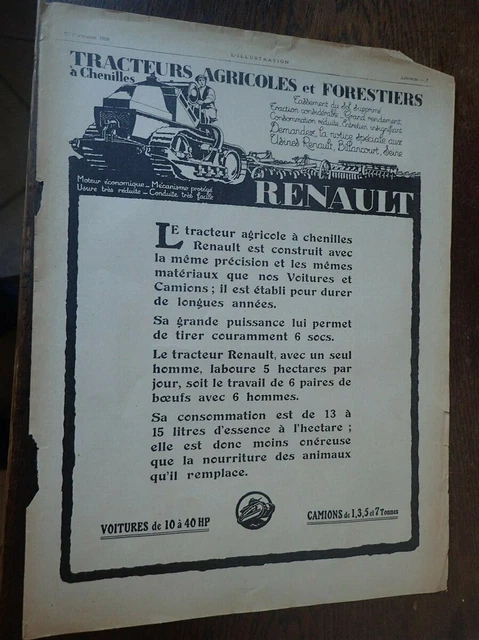 L'ILLUSTRATION
TRACTEURS AGRICOLES et FORESTIERS
à Chenilles
Tassement du sol supprimé
Traction considérable, Grand rendement
Consommation réduite, Entretien insignifiant
Demandez la notice spéciale aux
Usines Renault, Billancourt, Seine
Moteur économique _ Mécanisme protégé
Usure très réduite _ Conduite très facile
RENAULT
LE tracteur agricole à chenilles
Renault est construit avec
la même précision et les mêmes
matériaux que nos Voitures et
Camions ; il est établi pour durer
de longues années.
Sa grande puissance lui permet
de tirer couramment 6 socs.
Le tracteur Renault, avec un seul
homme, laboure 5 hectares par
jour, soit le travail de 6 paires de
bœufs avec 6 hommes.
Sa consommation est de 13 à
15 litres d'essence à l'hectare ;
elle est donc moins onéreuse
que la nourriture des animaux
qu'il remplace.
VOITURES de 10 à 40 HP
CAMIONS de 1,3,5 et 7 Tonnes